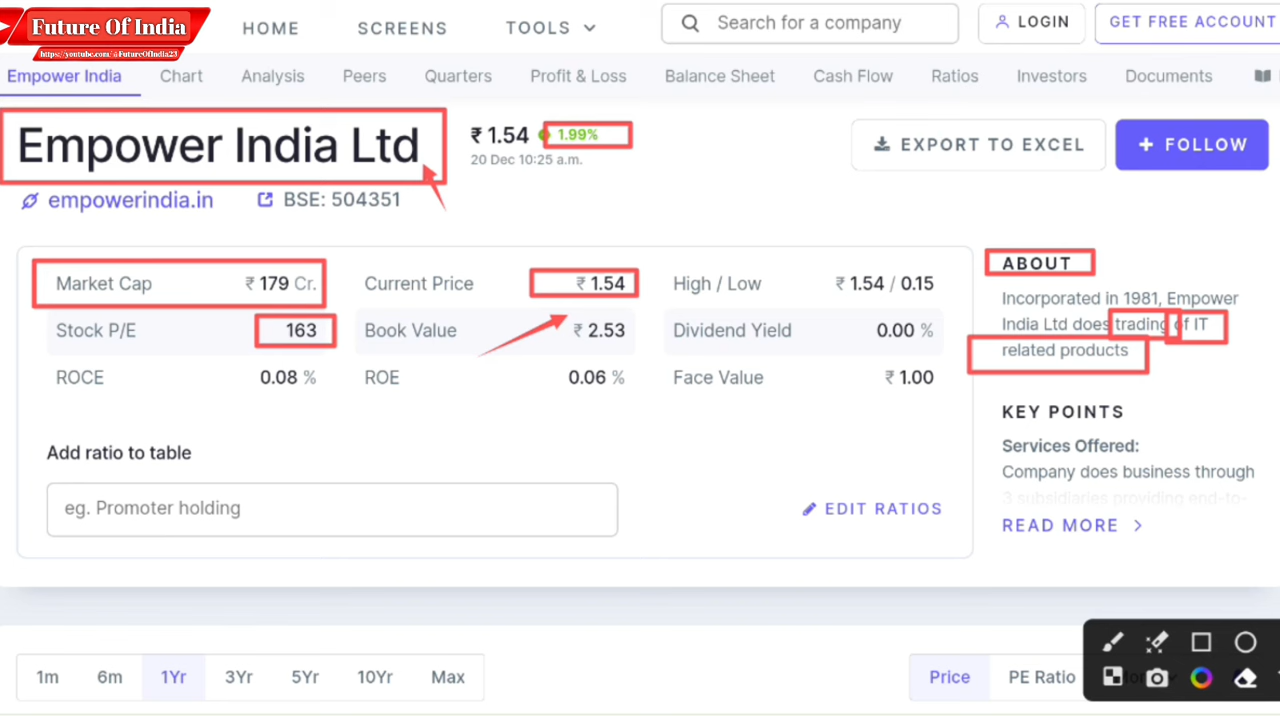 Future Of India
https://youtube.com/@FutureOfIndia23
HOME SCREENS TOOLS
Search for a company
LOGIN
GET FREE ACCOUNT
Empower India Chart Analysis Peers Quarters Profit & Loss Balance Sheet Cash Flow Ratios Investors Documents
Empower India Ltd
₹ 1.54 1.99%
20 Dec 10:25 a.m.
EXPORT TO EXCEL
+ FOLLOW
empowerindia.in BSE: 504351
Market Cap ₹ 179 Cr. Current Price ₹ 1.54 High / Low ₹ 1.54 / 0.15
Stock P/E 163 Book Value ₹ 2.53 Dividend Yield 0.00 %
ROCE 0.08 % ROE 0.06 % Face Value ₹ 1.00
Add ratio to table
eg. Promoter holding
EDIT RATIOS
ABOUT
Incorporated in 1981, Empower
India Ltd does trading of IT
related products
KEY POINTS
Services Offered:
Company does business through
3 subsidiaries providing end-to-
READ MORE
1m 6m 1Yr 3Yr 5Yr 10Yr Max
Price PE Ratio